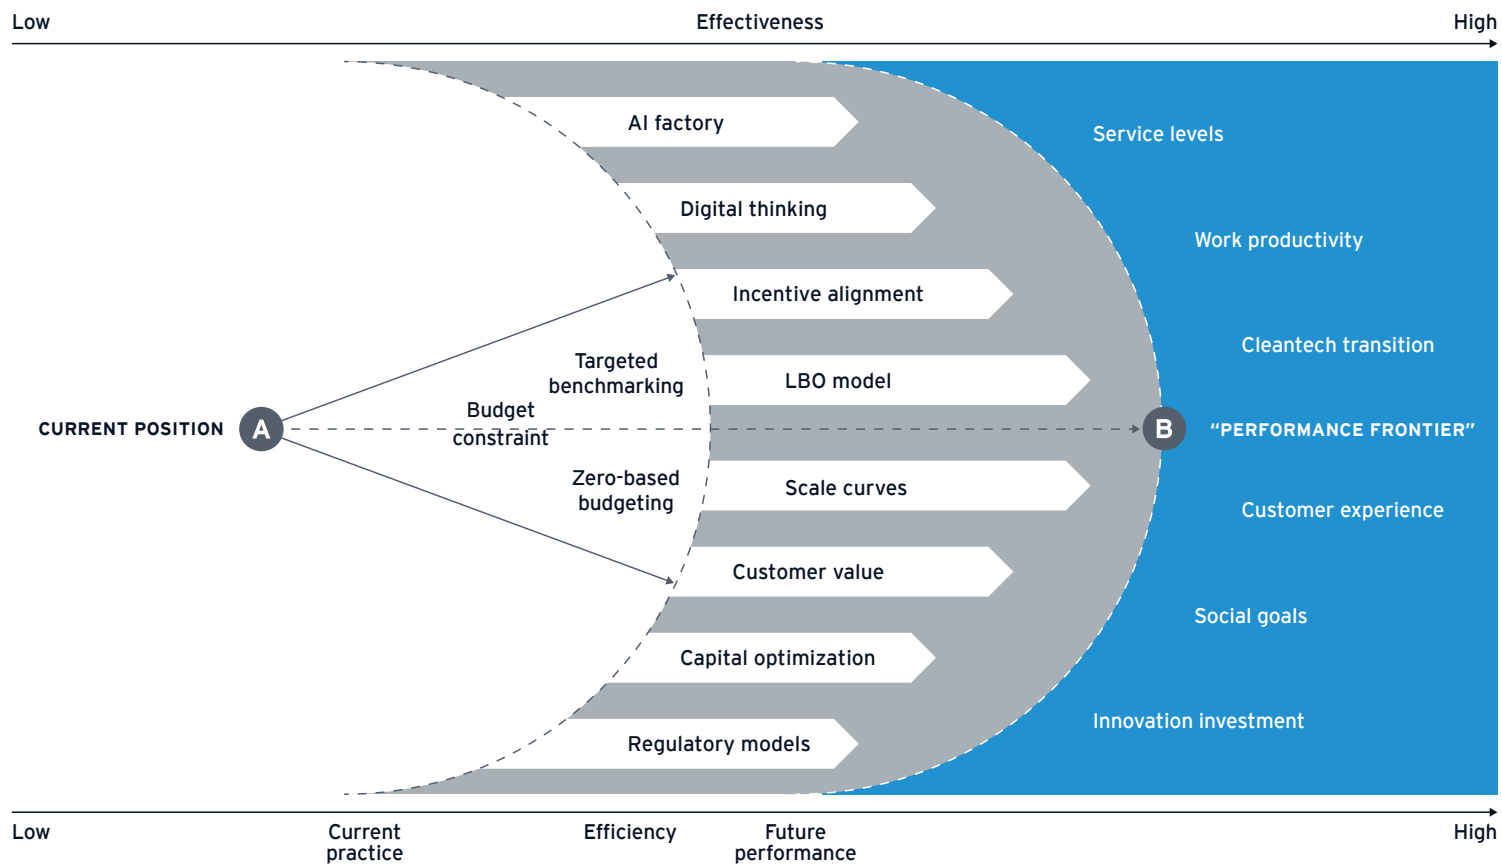 Low
Effectiveness
High
AI factory
Service levels
Digital thinking
Work productivity
Incentive alignment
Cleantech transition
Targeted
benchmarking
LBO model
Budget
constraint
CURRENT POSITION
A
B
“PERFORMANCE FRONTIER”
Zero-based
budgeting
Scale curves
Customer experience
Customer value
Social goals
Capital optimization
Innovation investment
Regulatory models
Low
Current
practice
Efficiency
Future
performance
High